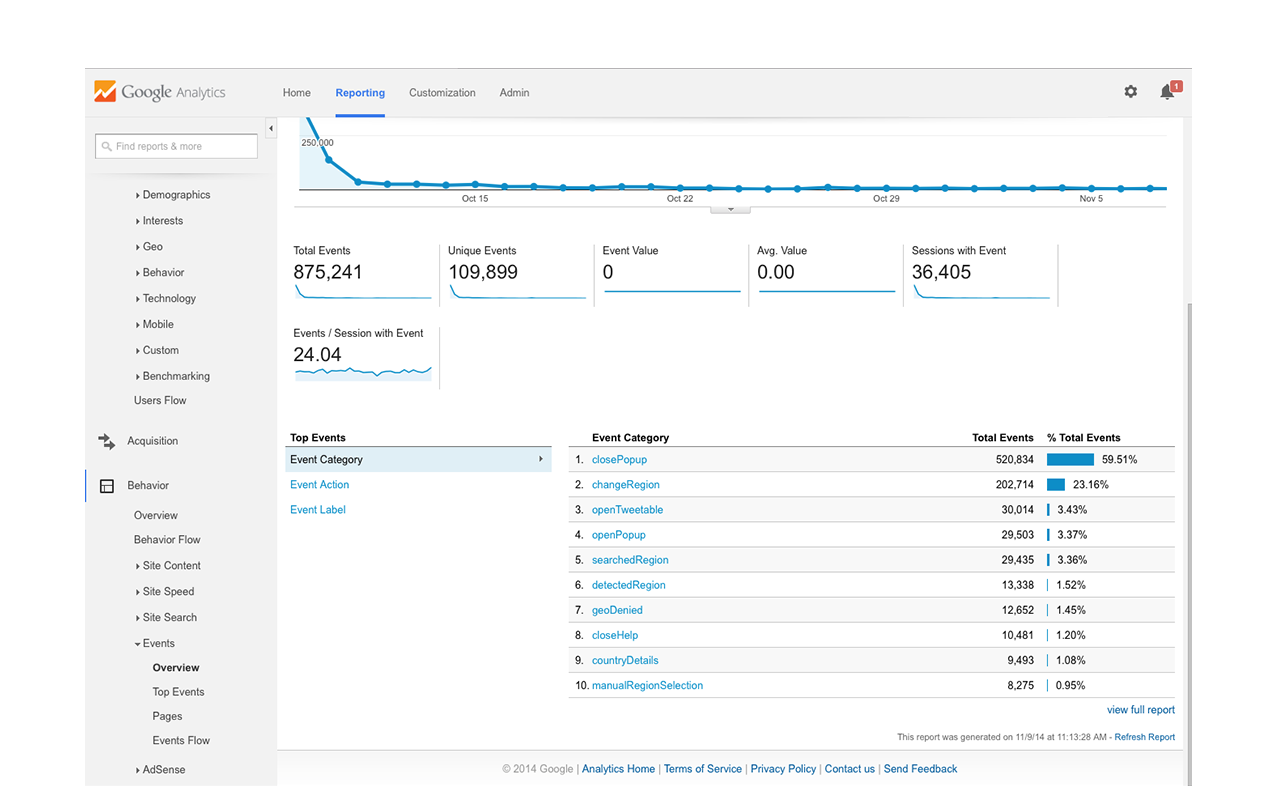 Google Analytics
Home Reporting Customization Admin
1
Find reports & more
Demographics
Interests
Geo
Behavior
Technology
Mobile
Custom
Benchmarking
Users Flow
Acquisition
Behavior
Overview
Behavior Flow
Site Content
Site Speed
Site Search
Events
Overview
Top Events
Pages
Events Flow
AdSense
250,000
Oct 15 Oct 22 Oct 29 Nov 5
Total Events
875,241
Unique Events
109,899
Event Value
0
Avg. Value
0.00
Sessions with Event
36,405
Events / Session with Event
24.04
Top Events
Event Category
Event Action
Event Label
Event Category Total Events % Total Events
1. closePopup 520,834 59.51%
2. changeRegion 202,714 23.16%
3. openTweetable 30,014 3.43%
4. openPopup 29,503 3.37%
5. searchedRegion 29,435 3.36%
6. detectedRegion 13,338 1.52%
7. geoDenied 12,652 1.45%
8. closeHelp 10,481 1.20%
9. countryDetails 9,493 1.08%
10. manualRegionSelection 8,275 0.95%
view full report
This report was generated on 11/9/14 at 11:13:28 AM - Refresh Report
© 2014 Google | Analytics Home | Terms of Service | Privacy Policy | Contact us | Send Feedback